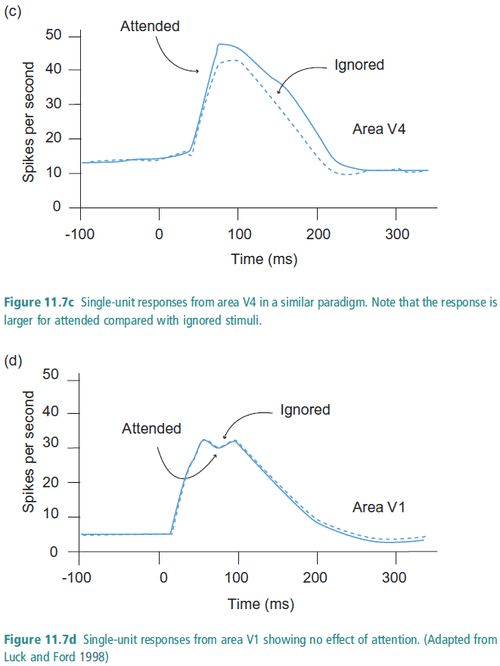 (c)
Attended
Ignored
Area V4
Spikes per second
50
40
30
20
10
0
-100 0 100 200 300
Time (ms)
Figure 11.7c Single-unit responses from area V4 in a similar paradigm. Note that the response is
larger for attended compared with ignored stimuli.
(d)
Attended
Ignored
Area V1
Spikes per second
50
40
30
20
10
0
-100 0 100 200 300
Time (ms)
Figure 11.7d Single-unit responses from area V1 showing no effect of attention. (Adapted from
Luck and Ford 1998)